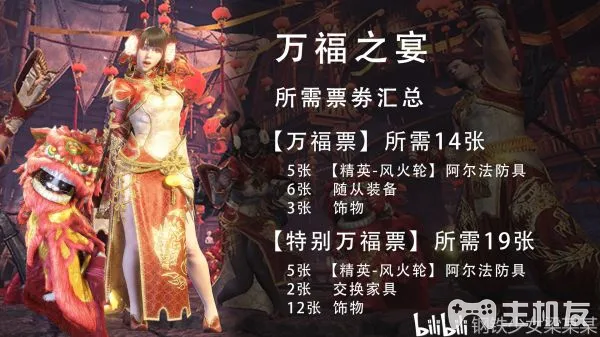 万福之宴
所需票券汇总
【万福票】所需14张
5张 【精英-风火轮】阿尔法防具
6张 随从装备
3张 饰物
【特别万福票】所需19张
5张 【精英-风火轮】阿尔法防具
2张 交换家具
12张 饰物
主机友
bilibili 钢铁少女梁某某